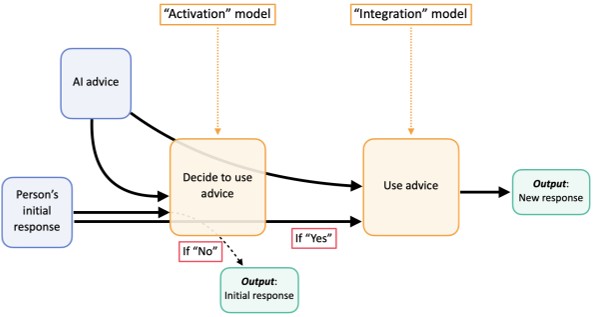 “Activation” model
“Integration” model
AI advice
Decide to use
advice
Use advice
Person’s
initial
response
Output:
New response
If “No”
If “Yes”
Output:
Initial response